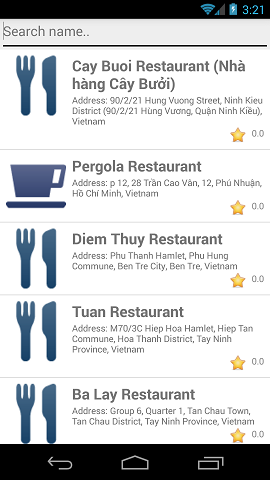 3:21
Search name..
Cay Buoi Restaurant (Nhà
hàng Cây Bưởi)
Address: 90/2/21 Hung Vuong Street, Ninh Kieu
District (90/2/21 Hùng Vương, Quận Ninh Kiều),
Vietnam
0.0
Pergola Restaurant
Address: p 12, 28 Trần Cao Vân, 12, Phú Nhuận,
Hồ Chí Minh, Vietnam
0.0
Diem Thuy Restaurant
Address: Phu Thanh Hamlet, Phu Hung
Commune, Ben Tre City, Ben Tre, Vietnam
0.0
Tuan Restaurant
Address: M70/3C Hiep Hoa Hamlet, Hiep Tan
Commune, Hoa Thanh District, Tay Ninh
Province, Vietnam
0.0
Ba Lay Restaurant
Address: Group 6, Quarter 1, Tan Chau Town,
Tan Chau District, Tay Ninh Province, Vietnam
0.0